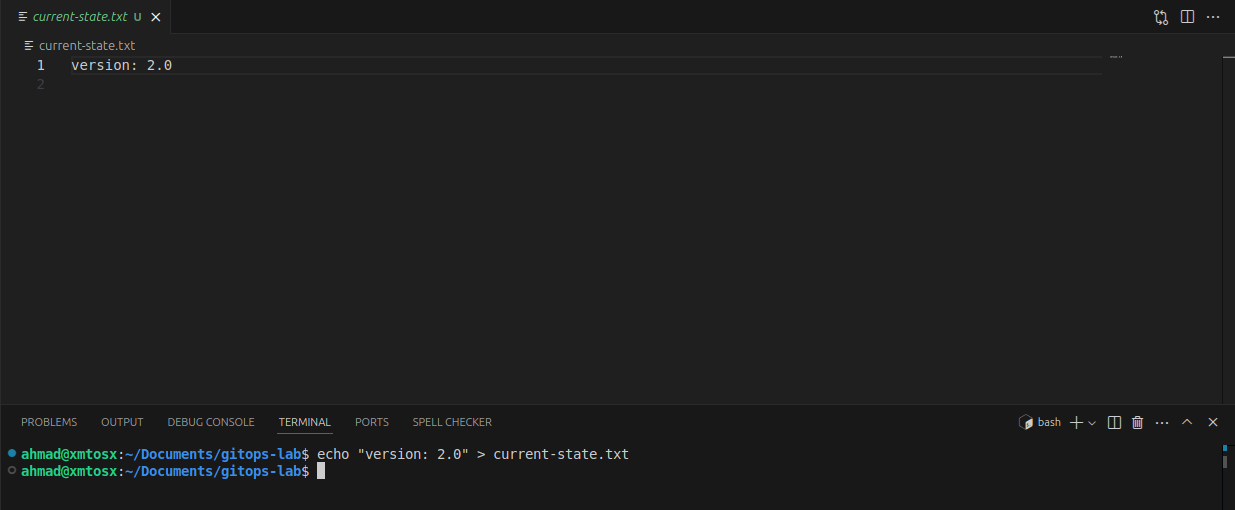 current-state.txt U
current-state.txt
1 version: 2.0
2
PROBLEMS OUTPUT DEBUG CONSOLE TERMINAL PORTS SPELL CHECKER bash
ahmad@xmtosx:~/Documents/gitops-lab$ echo "version: 2.0" > current-state.txt
ahmad@xmtosx:~/Documents/gitops-lab$